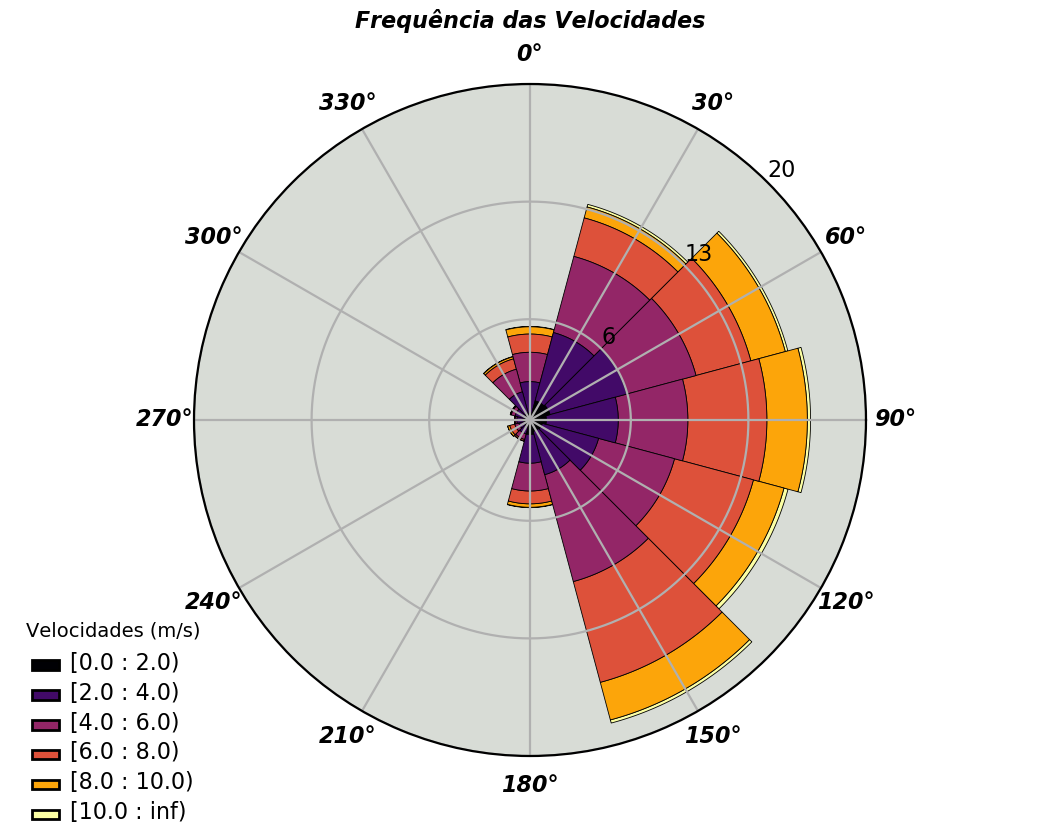 Frequência das Velocidades
0°
330°
30°
20
300°
60°
13
6
270°
90°
240°
120°
210°
150°
180°
Velocidades (m/s)
[0.0 : 2.0)
[2.0 : 4.0)
[4.0 : 6.0)
[6.0 : 8.0)
[8.0 : 10.0)
[10.0 : inf)